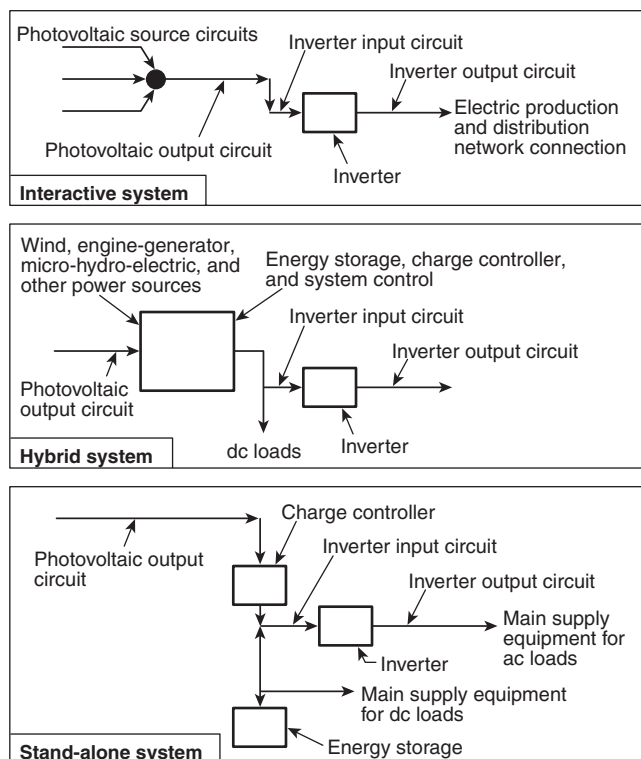 Photovoltaic source circuits
Inverter input circuit
Inverter output circuit
Photovoltaic output circuit
Electric production
and distribution
network connection
Inverter
Interactive system
Wind, engine-generator,
micro-hydro-electric, and
other power sources
Energy storage, charge controller,
and system control
Inverter input circuit
Inverter output circuit
Photovoltaic
output circuit
dc loads
Inverter
Hybrid system
Charge controller
Photovoltaic output
circuit
Inverter input circuit
Inverter output circuit
Main supply
equipment for
ac loads
Inverter
Main supply equipment
for dc loads
Energy storage
Stand-alone system